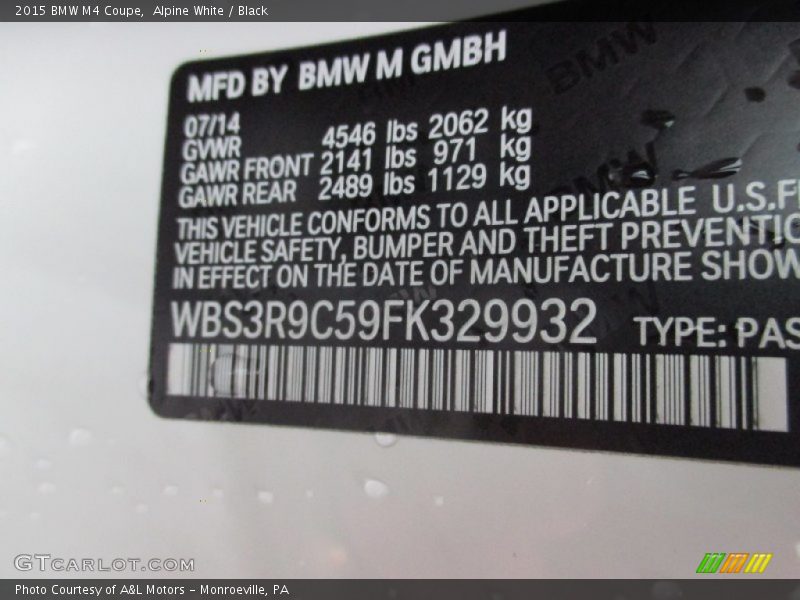 2015 BMW M4 Coupe, Alpine White / Black
MFD BY BMW M GMBH
07/14
GVWR 4546 lbs 2062 kg
GAWR FRONT 2141 lbs 971 kg
GAWR REAR 2489 lbs 1129 kg
THIS VEHICLE CONFORMS TO ALL APPLICABLE U.S.F
VEHICLE SAFETY, BUMPER AND THEFT PREVENTIO
IN EFFECT ON THE DATE OF MANUFACTURE SHOW
WBS3R9C59FK329932 TYPE: PAS
GTCARLOT.COM
Photo Courtesy of A&L Motors – Monroeville, PA